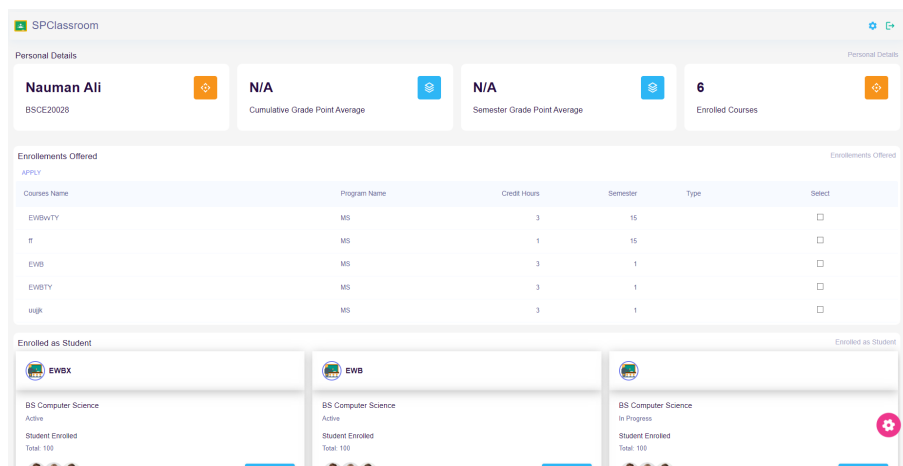 SPClassroom
Personal Details
Personal Details
Nauman Ali
BSCE20028
N/A
Cumulative Grade Point Average
N/A
Semester Grade Point Average
6
Enrolled Courses
Enrollements Offered
Enrollements Offered
APPLY
Courses Name Program Name Credit Hours Semester Type Select
EWBvvTY MS 3 15
ff MS 1 15
EWB MS 3 1
EWBTY MS 3 1
uujjk MS 3 1
Enrolled as Student
Enrolled as Student
EWBX
BS Computer Science
Active
Student Enrolled
Total: 100
EWB
BS Computer Science
Active
Student Enrolled
Total: 100
BS Computer Science
In Progress
Student Enrolled
Total: 100